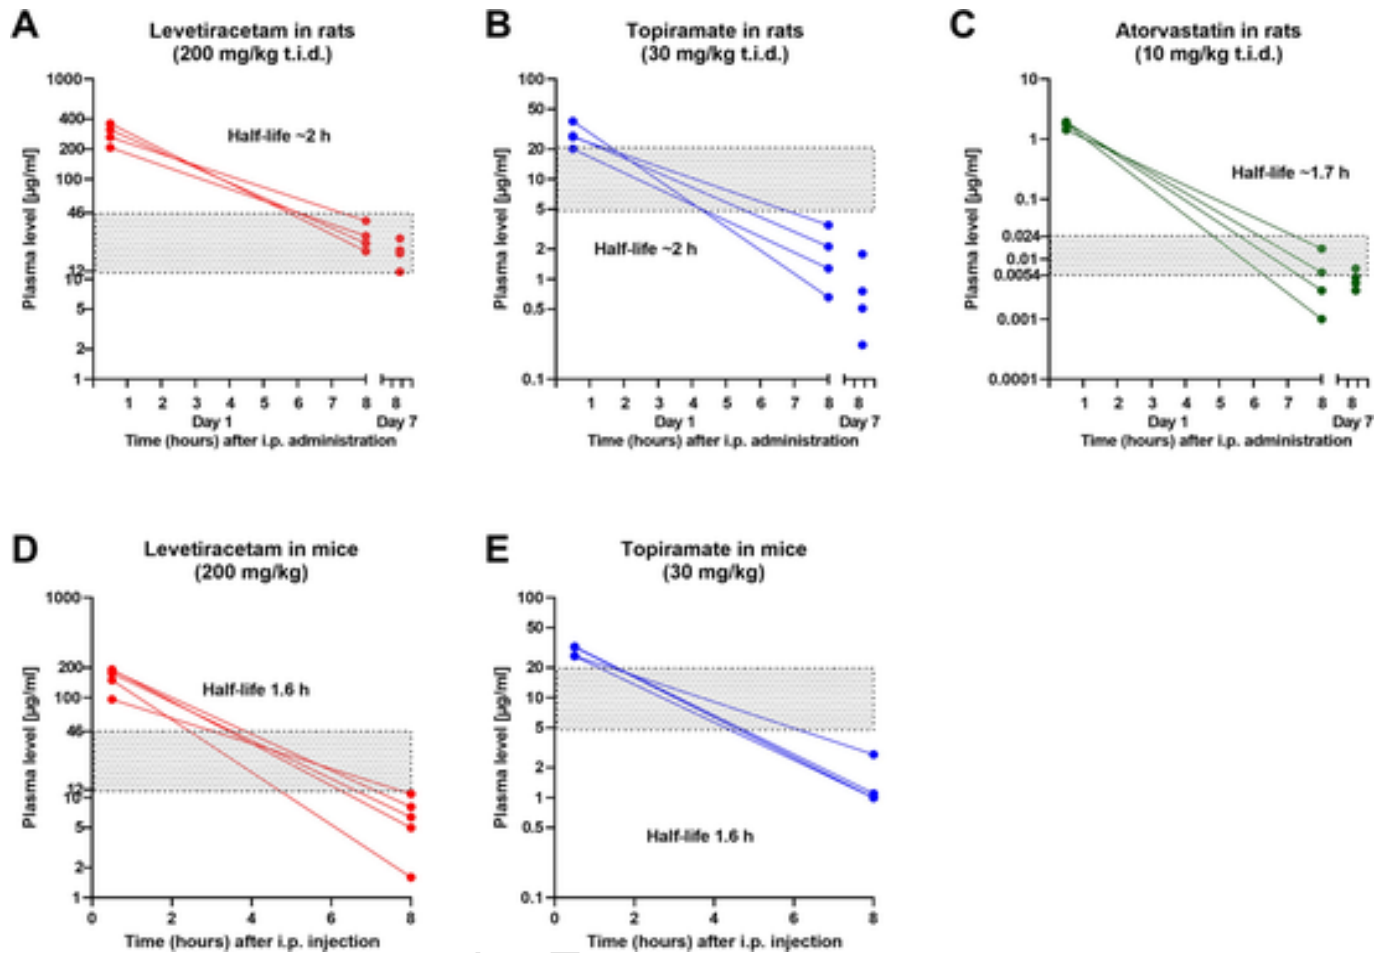 A
Levetiracetam in rats
(200 mg/kg t.i.d.)
1000
400
200
100
46
12
10
5
2
1
Plasma level [µg/ml]
Half-life ~2 h
1 2 3 4 5 6 7 8 8
Day 1 Day 7
Time (hours) after i.p. administration
B
Topiramate in rats
(30 mg/kg t.i.d.)
100
50
20
10
5
2
1
0.5
0.1
Plasma level [µg/ml]
Half-life ~2 h
1 2 3 4 5 6 7 8 8
Day 1 Day 7
Time (hours) after i.p. administration
C
Atorvastatin in rats
(10 mg/kg t.i.d.)
10
1
0.1
0.024
0.01
0.0054
0.001
0.0001
Plasma level [µg/ml]
Half-life ~1.7 h
1 2 3 4 5 6 7 8 8
Day 1 Day 7
Time (hours) after i.p. administration
D
Levetiracetam in mice
(200 mg/kg)
1000
200
100
46
12
10
5
2
1
Plasma level [µg/ml]
Half-life 1.6 h
0 2 4 6 8
Time (hours) after i.p. injection
E
Topiramate in mice
(30 mg/kg)
100
50
20
10
5
2
1
0.5
0.1
Plasma level [µg/ml]
Half-life 1.6 h
0 2 4 6 8
Time (hours) after i.p. injection